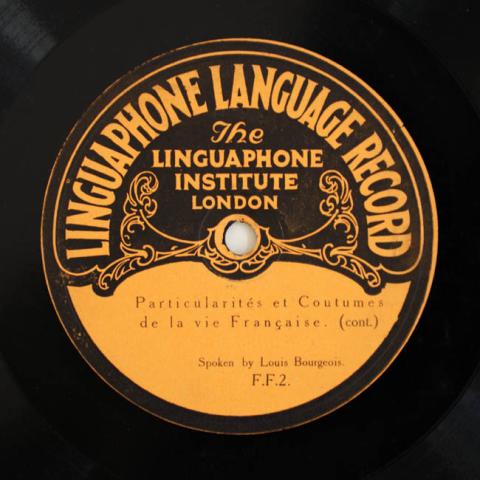 LINGUAPHONE LANGUAGE RECORD
The
LINGUAPHONE
INSTITUTE
LONDON
Particularités et Coutumes
de la vie Française. (cont.)
Spoken by Louis Bourgeois.
F.F.2.